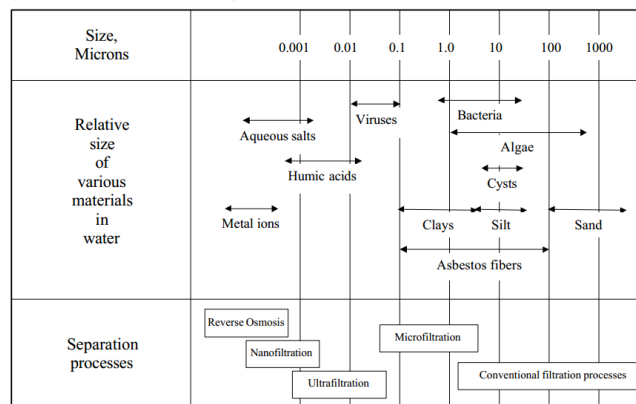 Size,
Microns
0.001 0.01 0.1 1.0 10 100 1000
Relative
size
of
various
materials
in
water
Viruses
Bacteria
Aqueous salts
Algae
Humic acids
Cysts
Metal ions
Clays
Silt
Sand
Asbestos fibers
Separation
processes
Reverse Osmosis
Nanofiltration
Ultrafiltration
Microfiltration
Conventional filtration processes